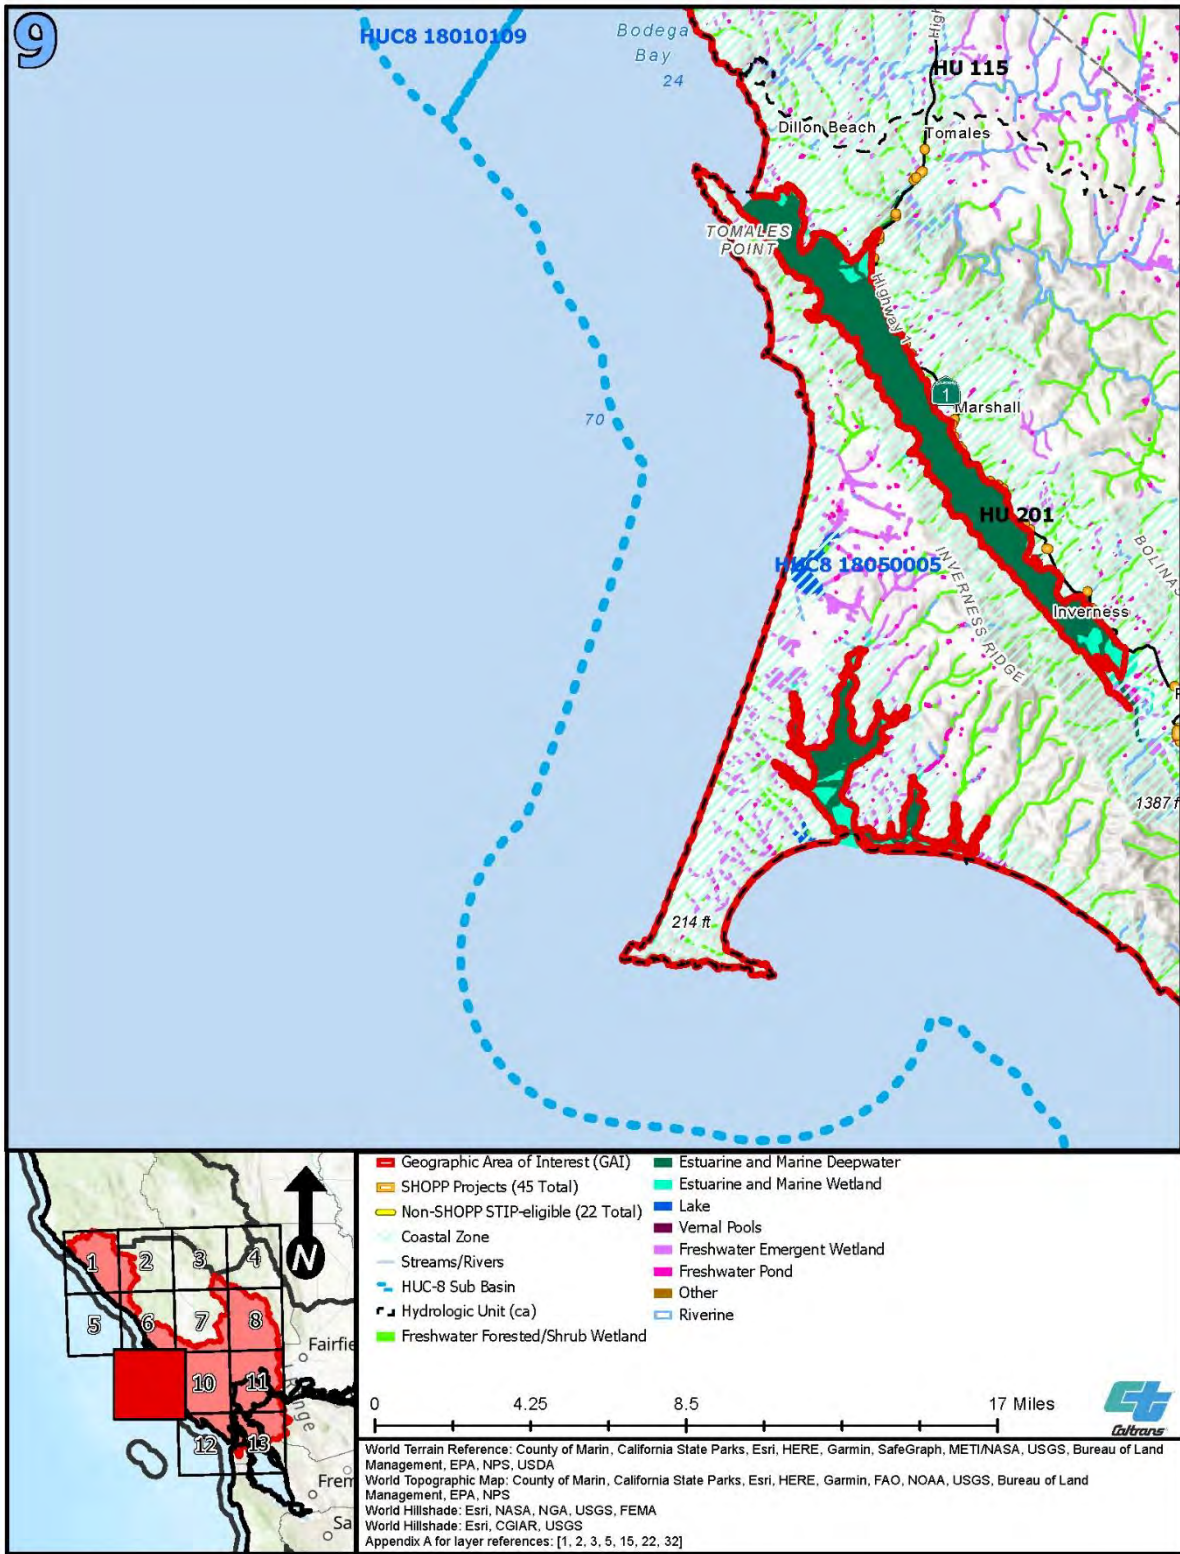 9
HUC8 18010109
Bodega
Bay
24
HU 115
Dillon Beach
Tomales
TOMALES
POINT
Highway 1
70
1
Marshall
HU 201
HUC8 18050005
INVERNESS RIDGE
BOLINAS
Inverness
1387 f
214 ft
1
2
3
4
5
6
7
8
10
11
12
13
N
Fairfie
Range
Frem
Sa
Geographic Area of Interest (GAI)
SHOPP Projects (45 Total)
Non-SHOPP STIP-eligible (22 Total)
Coastal Zone
Streams/Rivers
HUC-8 Sub Basin
Hydrologic Unit (ca)
Freshwater Forested/Shrub Wetland
Estuarine and Marine Deepwater
Estuarine and Marine Wetland
Lake
Vernal Pools
Freshwater Emergent Wetland
Freshwater Pond
Other
Riverine
0 4.25 8.5 17 Miles
Caltrans
World Terrain Reference: County of Marin, California State Parks, Esri, HERE, Garmin, SafeGraph, METI/NASA, USGS, Bureau of Land
Management, EPA, NPS, USDA
World Topographic Map: County of Marin, California State Parks, Esri, HERE, Garmin, FAO, NOAA, USGS, Bureau of Land
Management, EPA, NPS
World Hillshade: Esri, NASA, NGA, USGS, FEMA
World Hillshade: Esri, CGIAR, USGS
Appendix A for layer references: [1, 2, 3, 5, 15, 22, 32]